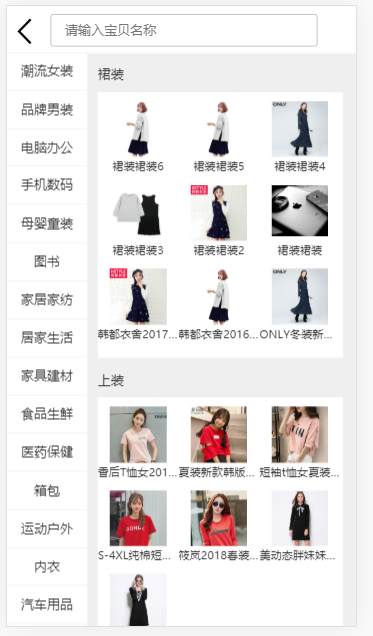 请输入宝贝名称
潮流女装
品牌男装
电脑办公
手机数码
母婴童装
图书
家居家纺
居家生活
家具建材
食品生鲜
医药保健
箱包
运动户外
内衣
汽车用品
裙装
ONLY
裙装裙装6
裙装裙装5
裙装裙装4
HSTYLE
裙装裙装3
裙装裙装2
裙装裙装
HSTYLE
ONLY
韩都衣舍2017...
韩都衣舍2016...
ONLY冬装新...
上装
香后T恤女201...
夏装新款韩版...
短袖t恤女夏装...
S-4XL纯棉短...
筱岚2018春装...
美动态胖妹妹...